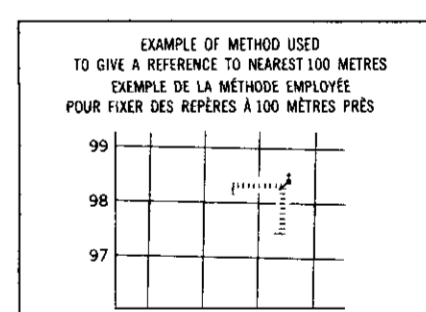 EXAMPLE OF METHOD USED
TO GIVE A REFERENCE TO NEAREST 100 METRES
EXEMPLE DE LA MÉTHODE EMPLOYÉE
POUR FIXER DES REPÈRES À 100 MÈTRES PRÈS
99
98
97